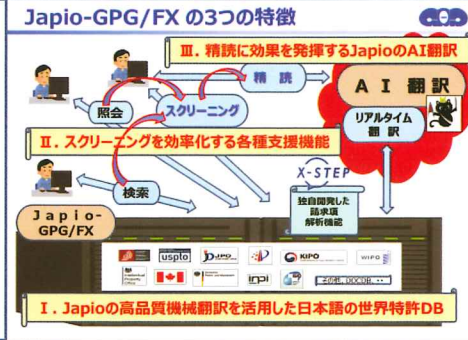 Japio-GPG/FX の3つの特徴
Ⅲ. 精読に効果を発揮するJapioのAI翻訳
精 読
AI 翻訳
照会
スクリーニング
リアルタイム
翻 訳
Ⅱ. スクリーニングを効率化する各種支援機能
X-STEP
検索
独自開発した
請求項
解析機能
Japio-
GPG/FX
uspto
KIPO
WIPO
inpi
その他、DOCDB
Ⅰ. Japioの高品質機械翻訳を活用した日本語の世界特許DB